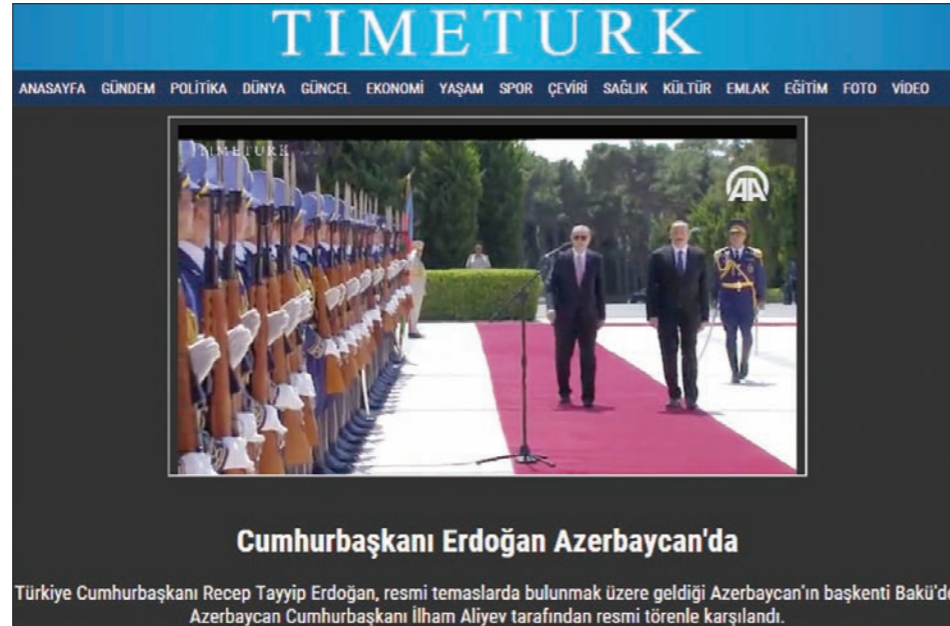 TIMETURK
ANASAYFA GÜNDEM POLİTİKA DÜNYA GÜNCEL EKONOMİ YAŞAM SPOR ÇEVİRİ SAĞLIK KÜLTÜR EMLAK EĞİTİM FOTO VİDEO
TIMETURK
AA
Cumhurbaşkanı Erdoğan Azerbaycan'da
Türkiye Cumhurbaşkanı Recep Tayyip Erdoğan, resmi temaslarda bulunmak üzere geldiği Azerbaycan'ın başkenti Bakü'de
Azerbaycan Cumhurbaşkanı İlham Aliyev tarafından resmi törenle karşılandı.